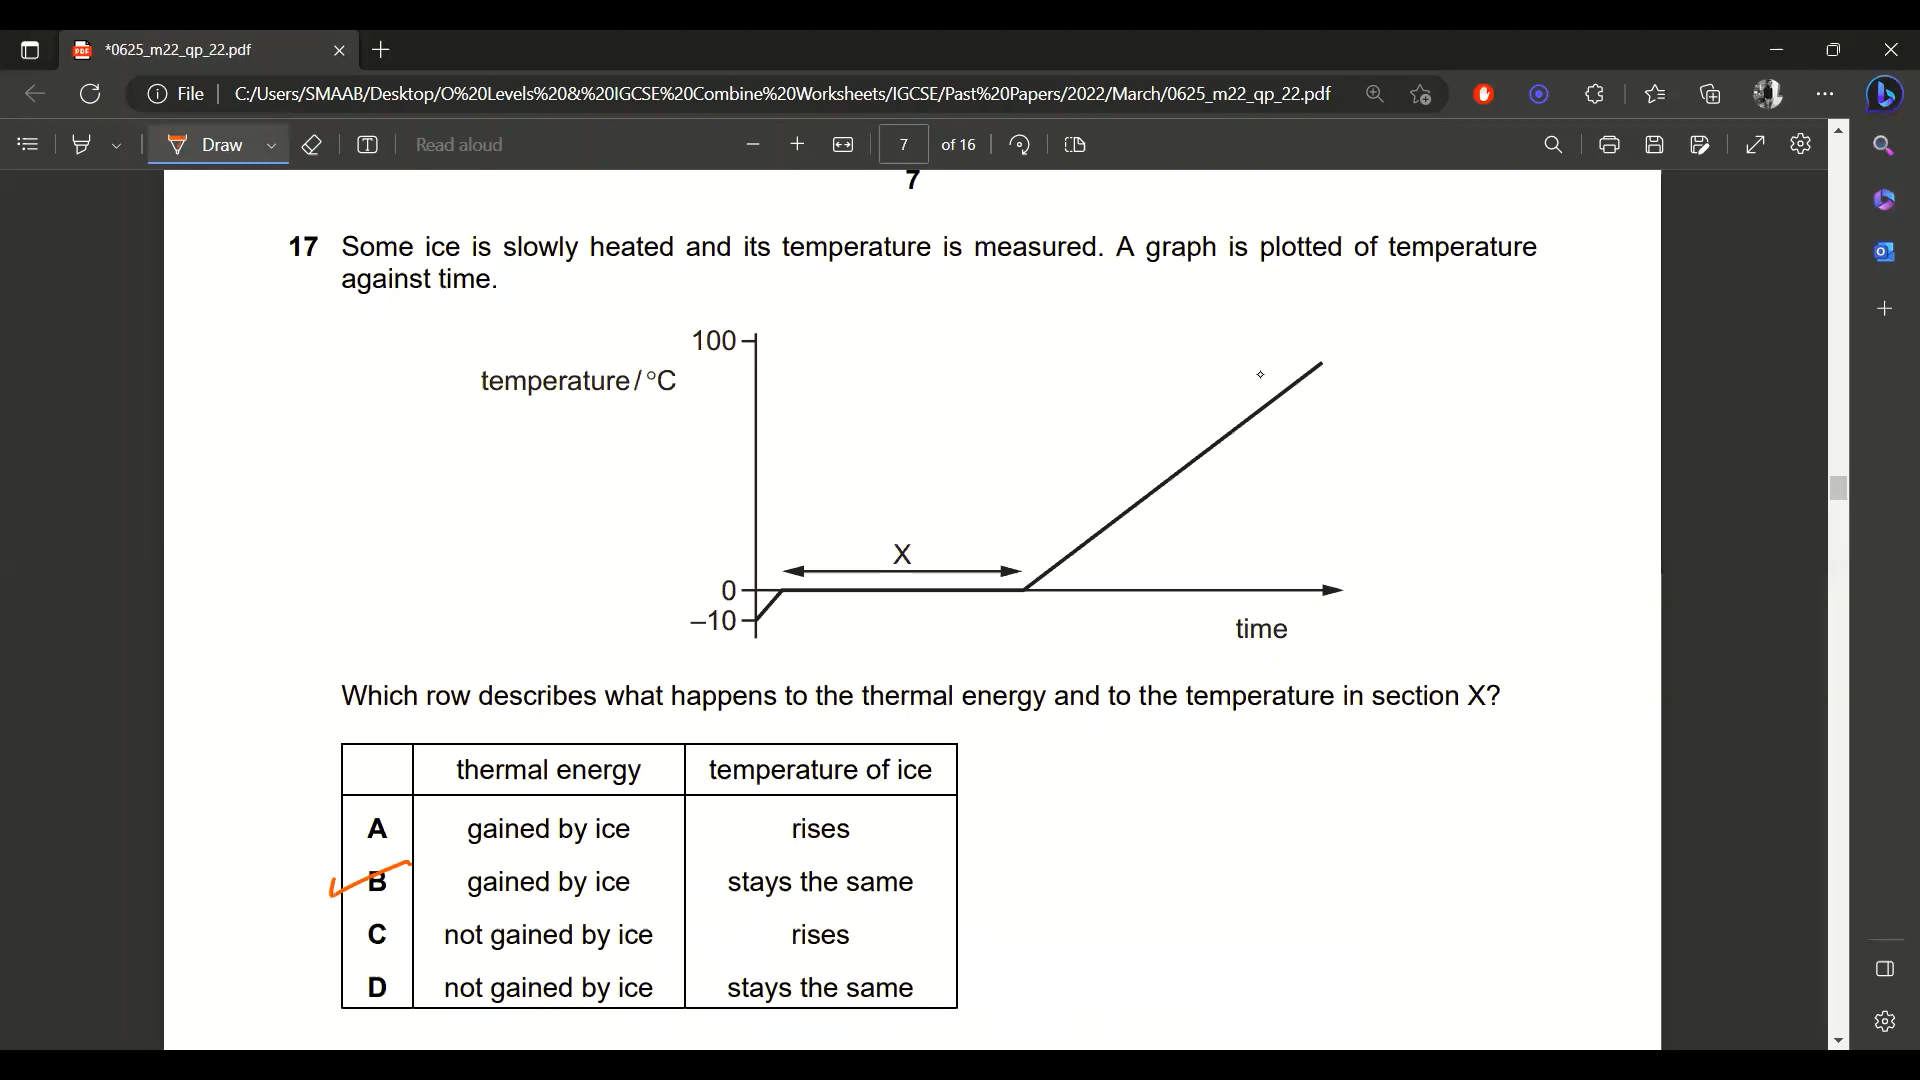 *0625_m22_qp_22.pdf
File
C:/Users/SMAAB/Desktop/O%20Levels%20&%20IGCSE%20Combine%20Worksheets/IGCSE/Past%20Papers/2022/March/0625_m22_qp_22.pdf
Draw
Read aloud
7 of 16
7
17 Some ice is slowly heated and its temperature is measured. A graph is plotted of temperature
against time.
100
temperature / °C
X
0
–10
time
Which row describes what happens to the thermal energy and to the temperature in section X?
thermal energy temperature of ice
A gained by ice rises
B gained by ice stays the same
C not gained by ice rises
D not gained by ice stays the same